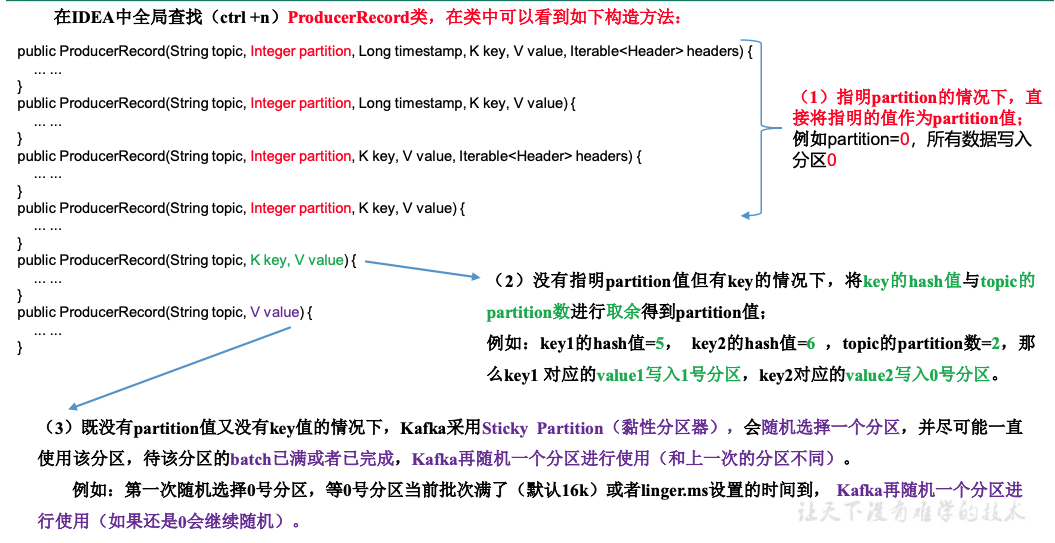 在IDEA中全局查找（ctrl +n）ProducerRecord类，在类中可以看到如下构造方法：
public ProducerRecord(String topic, Integer partition, Long timestamp, K key, V value, Iterable<Header> headers) {
... ...
}
public ProducerRecord(String topic, Integer partition, Long timestamp, K key, V value) {
... ...
}
public ProducerRecord(String topic, Integer partition, K key, V value, Iterable<Header> headers) {
... ...
}
public ProducerRecord(String topic, Integer partition, K key, V value) {
... ...
}
public ProducerRecord(String topic, K key, V value) {
... ...
}
public ProducerRecord(String topic, V value) {
... ...
}
（1）指明partition的情况下，直
接将指明的值作为partition值；
例如partition=0，所有数据写入
分区0
（2）没有指明partition值但有key的情况下，将key的hash值与topic的
partition数进行取余得到partition值；
例如：key1的hash值=5， key2的hash值=6 ，topic的partition数=2，那
么key1 对应的value1写入1号分区，key2对应的value2写入0号分区。
（3）既没有partition值又没有key值的情况下，Kafka采用Sticky Partition（黏性分区器），会随机选择一个分区，并尽可能一直
使用该分区，待该分区的batch已满或者已完成，Kafka再随机一个分区进行使用（和上一次的分区不同）。
例如：第一次随机选择0号分区，等0号分区当前批次满了（默认16k）或者linger.ms设置的时间到， Kafka再随机一个分区进
行使用（如果还是0会继续随机）。
让天下没有难学的技术